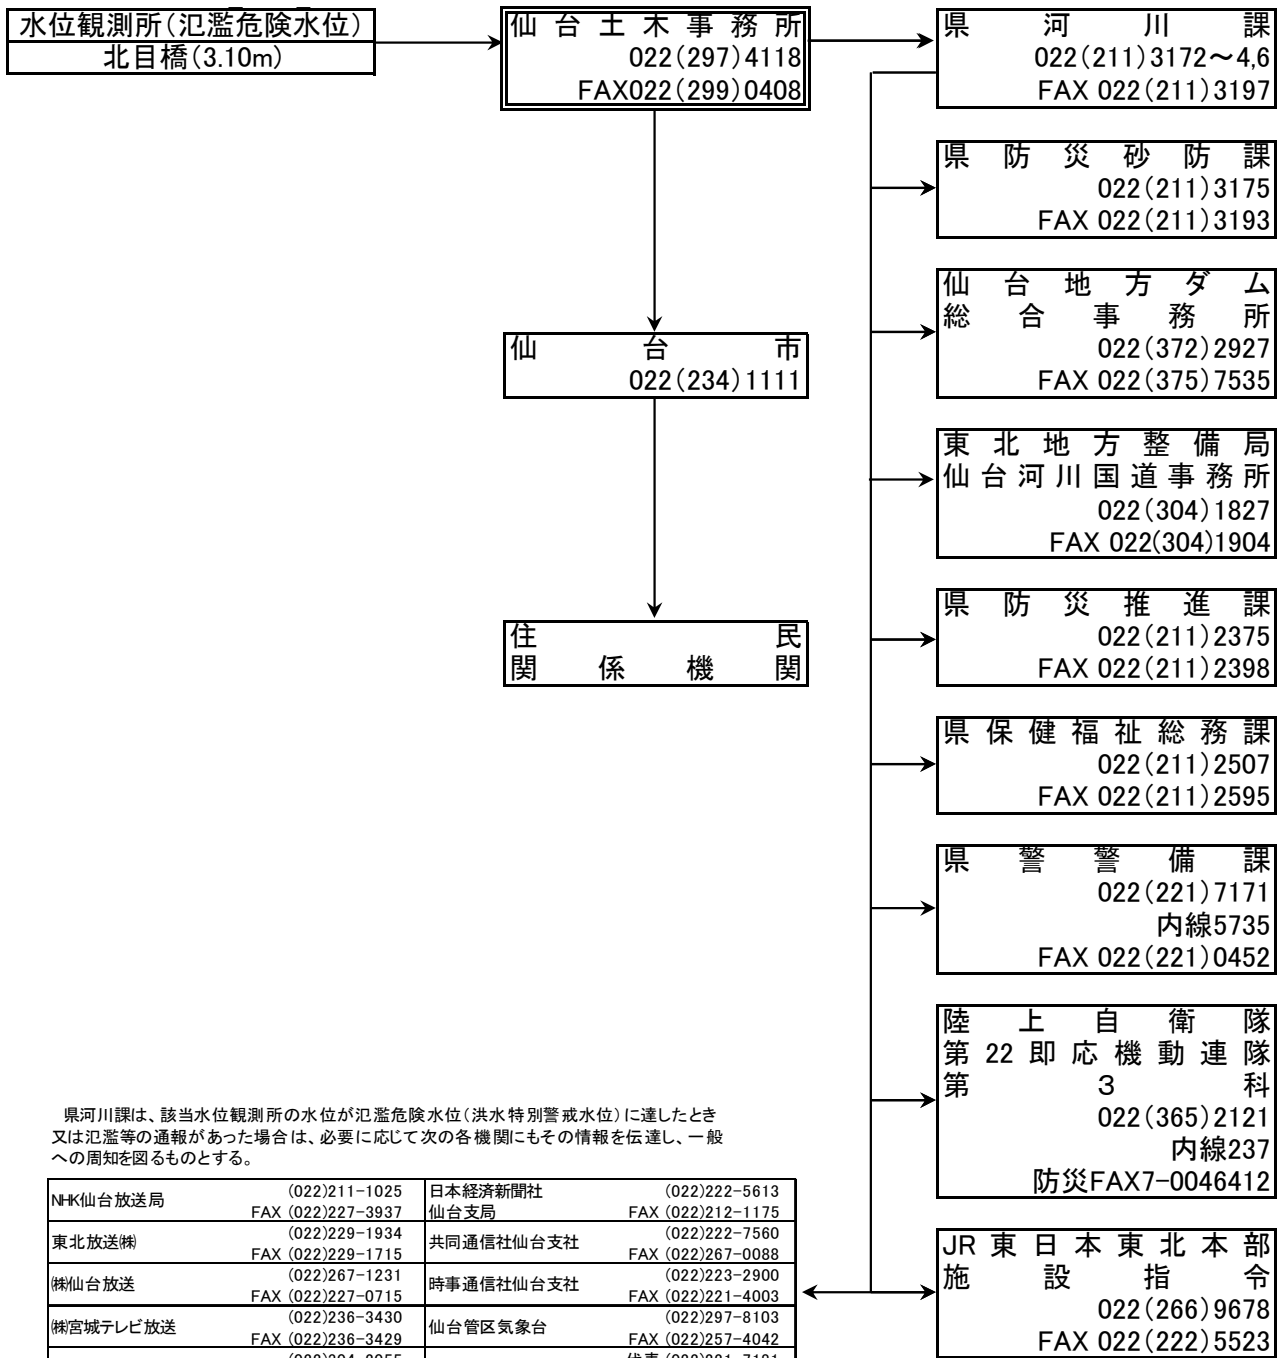 水位観測所(氾濫危険水位)
北目橋(3.10m)
仙台土木事務所
022(297)4118
FAX022(299)0408
仙台市
022(234)1111
住民
関係機関
県河川課
022(211)3172～4,6
FAX 022(211)3197
県防災砂防課
022(211)3175
FAX 022(211)3193
仙台地方ダム
総合事務所
022(372)2927
FAX 022(375)7535
東北地方整備局
仙台河川国道事務所
022(304)1827
FAX 022(304)1904
県防災推進課
022(211)2375
FAX 022(211)2398
県保健福祉総務課
022(211)2507
FAX 022(211)2595
県警警備課
022(221)7171
内線5735
FAX 022(221)0452
陸上自衛隊
第22即応機動連隊
第3科
022(365)2121
内線237
防災FAX7-0046412
JR東日本東北本部
施設指令
022(266)9678
FAX 022(222)5523
県河川課は、該当水位観測所の水位が氾濫危険水位(洪水特別警戒水位)に達したとき
又は氾濫等の通報があった場合は、必要に応じて次の各機関にもその情報を伝達し、一般
への周知を図るものとする。
NHK仙台放送局 (022)211-1025
FAX (022)227-3937
日本経済新聞社 (022)222-5613
仙台支局 FAX (022)212-1175
東北放送㈱ (022)229-1934
FAX (022)229-1715
共同通信社仙台支社 (022)222-7560
FAX (022)267-0088
㈱仙台放送 (022)267-1231
FAX (022)227-0715
時事通信社仙台支社 (022)223-2900
FAX (022)221-4003
㈱宮城テレビ放送 (022)236-3430
FAX (022)236-3429
仙台管区気象台 (022)297-8103
FAX (022)257-4042